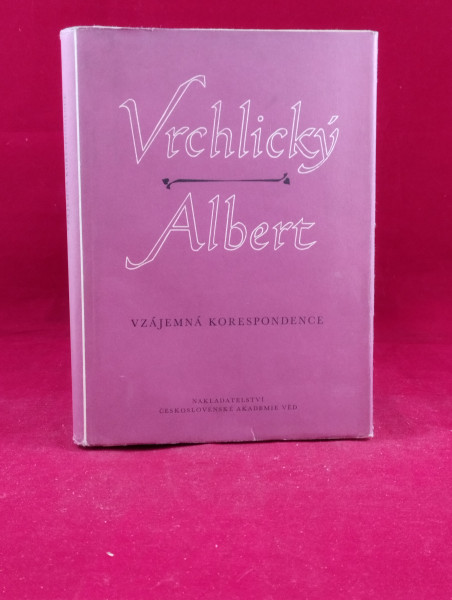 Vrchlický
Albert
VZÁJEMNÁ KORESPONDENCE
NAKLADATELSTVÍ
ČESKOSLOVENSKÉ AKADEMIE VĚD